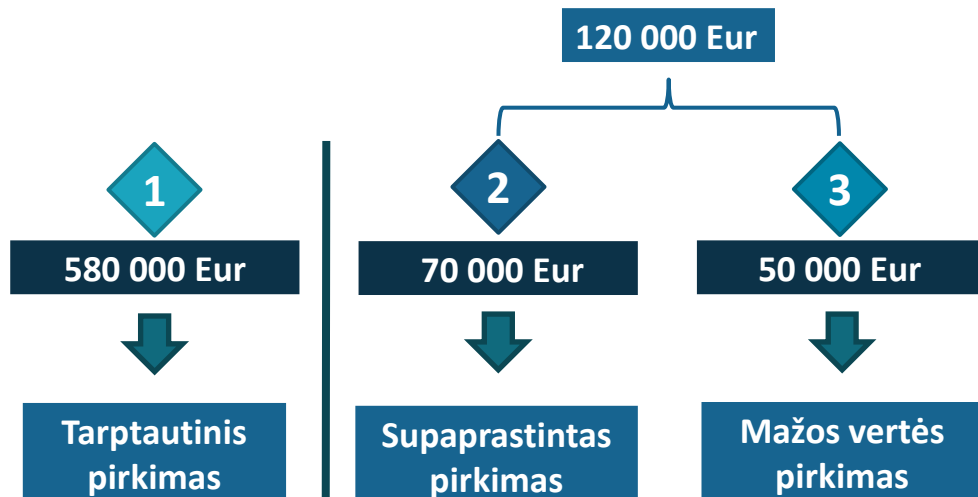 120 000 Eur
1
580 000 Eur
Tarptautinis
pirkimas
2
70 000 Eur
Supaprastintas
pirkimas
3
50 000 Eur
Mažos vertės
pirkimas